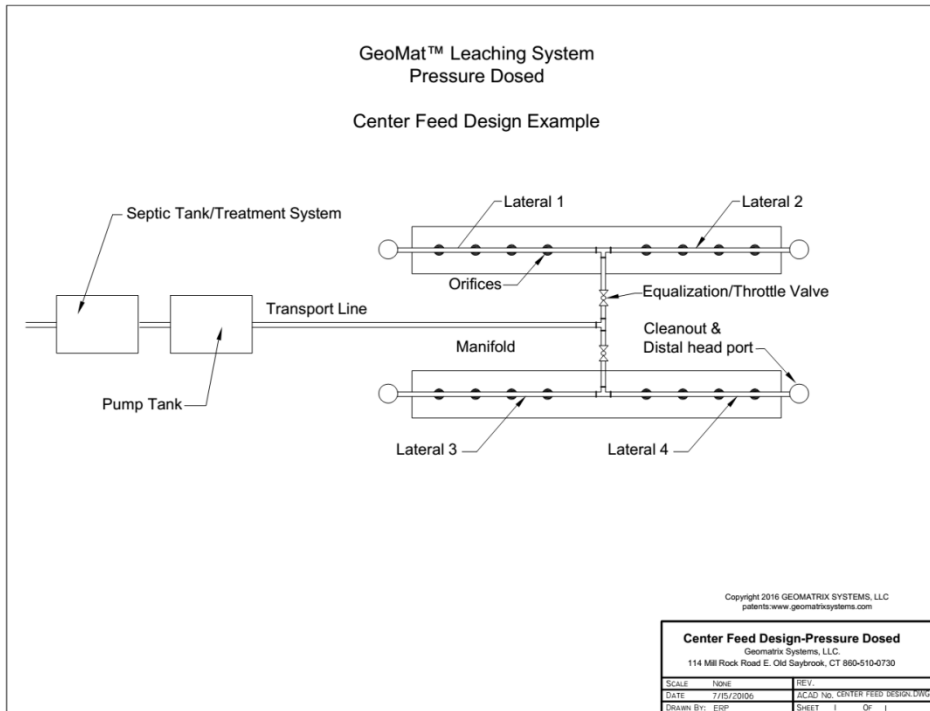 GeoMat™ Leaching System
Pressure Dosed
Center Feed Design Example
Septic Tank/Treatment System
Lateral 1
Lateral 2
Orifices
Equalization/Throttle Valve
Transport Line
Manifold
Cleanout &
Distal head port
Pump Tank
Lateral 3
Lateral 4
Copyright 2016 GEOMATRIX SYSTEMS, LLC
patents:www.geomatrixsystems.com
Center Feed Design-Pressure Dosed
Geomatrix Systems, LLC.
114 Mill Rock Road E. Old Saybrook, CT 860-510-0730
SCALE NONE REV.
DATE 7/15/20106 ACAD NO. CENTER FEED DESIGN.DWG
DRAWN BY: ERP SHEET 1 OF 1